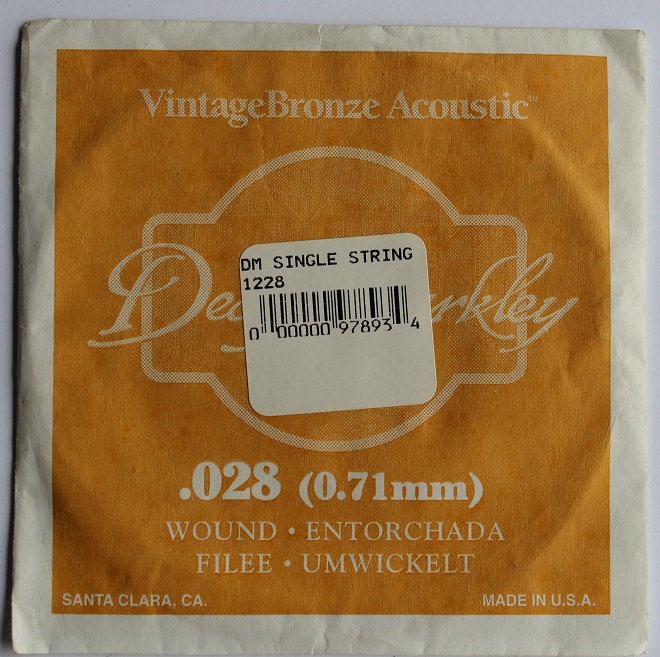 VintageBronze Acoustic™
DM SINGLE STRING
1228
0 00000 97893 4
.028 (0.71mm)
WOUND • ENTORCHADA
FILEE • UMWICKELT
SANTA CLARA, CA.
MADE IN U.S.A.